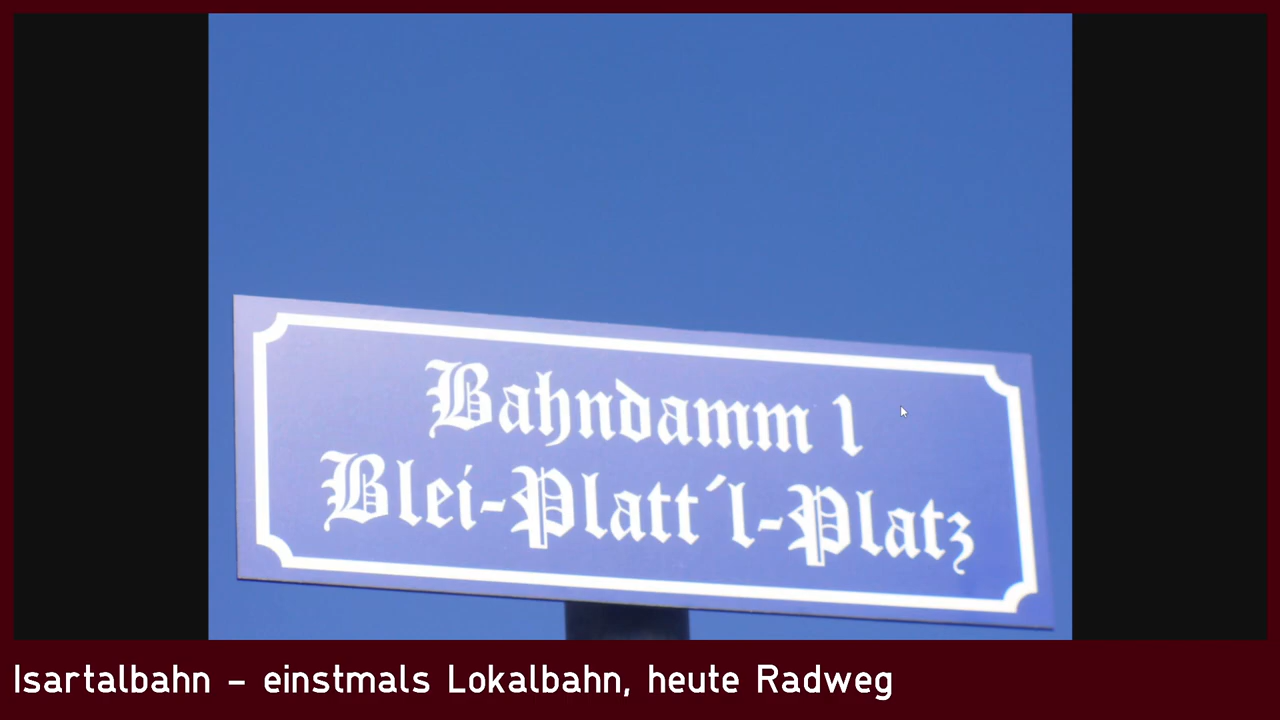 Bahndamm 1
Blei-Platt´l-Platz
Isartalbahn – einstmals Lokalbahn, heute Radweg